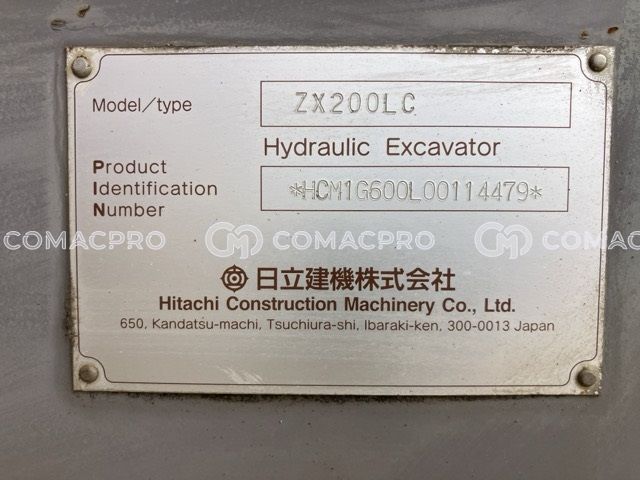 Model/type ZX200LC
Hydraulic Excavator
Product
Identification
Number
*HCM1G600L00114479*
COMACPRO COMACPRO COMACPRO
日立建機株式会社
Hitachi Construction Machinery Co., Ltd.
650, Kandatsu-machi, Tsuchiura-shi, Ibaraki-ken, 300-0013 Japan